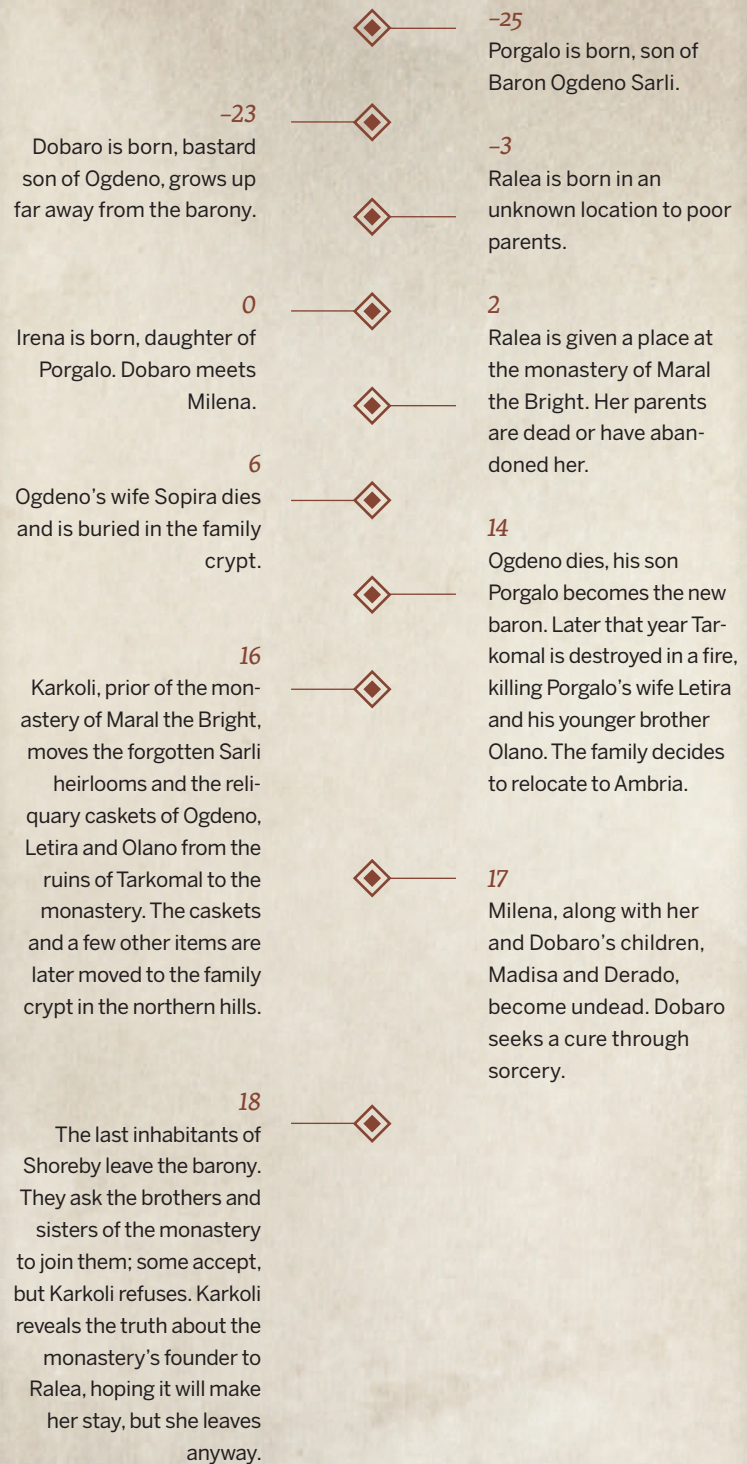 –25
Porgalo is born, son of
Baron Ogdeno Sarli.
–23
Dobaro is born, bastard
son of Ogdeno, grows up
far away from the barony.
–3
Ralea is born in an
unknown location to poor
parents.
0
Irena is born, daughter of
Porgalo. Dobaro meets
Milena.
2
Ralea is given a place at
the monastery of Maral
the Bright. Her parents
are dead or have aban-
doned her.
6
Ogdeno’s wife Sopira dies
and is buried in the family
crypt.
14
Ogdeno dies, his son
Porgalo becomes the new
baron. Later that year Tar-
komal is destroyed in a fire,
killing Porgalo’s wife Letira
and his younger brother
Olano. The family decides
to relocate to Ambria.
16
Karkoli, prior of the mon-
astery of Maral the Bright,
moves the forgotten Sarli
heirlooms and the reli-
quary caskets of Ogdeno,
Letira and Olano from the
ruins of Tarkomal to the
monastery. The caskets
and a few other items are
later moved to the family
crypt in the northern hills.
17
Milena, along with her
and Dobaro’s children,
Madisa and Derado,
become undead. Dobaro
seeks a cure through
sorcery.
18
The last inhabitants of
Shoreby leave the barony.
They ask the brothers and
sisters of the monastery
to join them; some accept,
but Karkoli refuses. Karkoli
reveals the truth about the
monastery’s founder to
Ralea, hoping it will make
her stay, but she leaves
anyway.